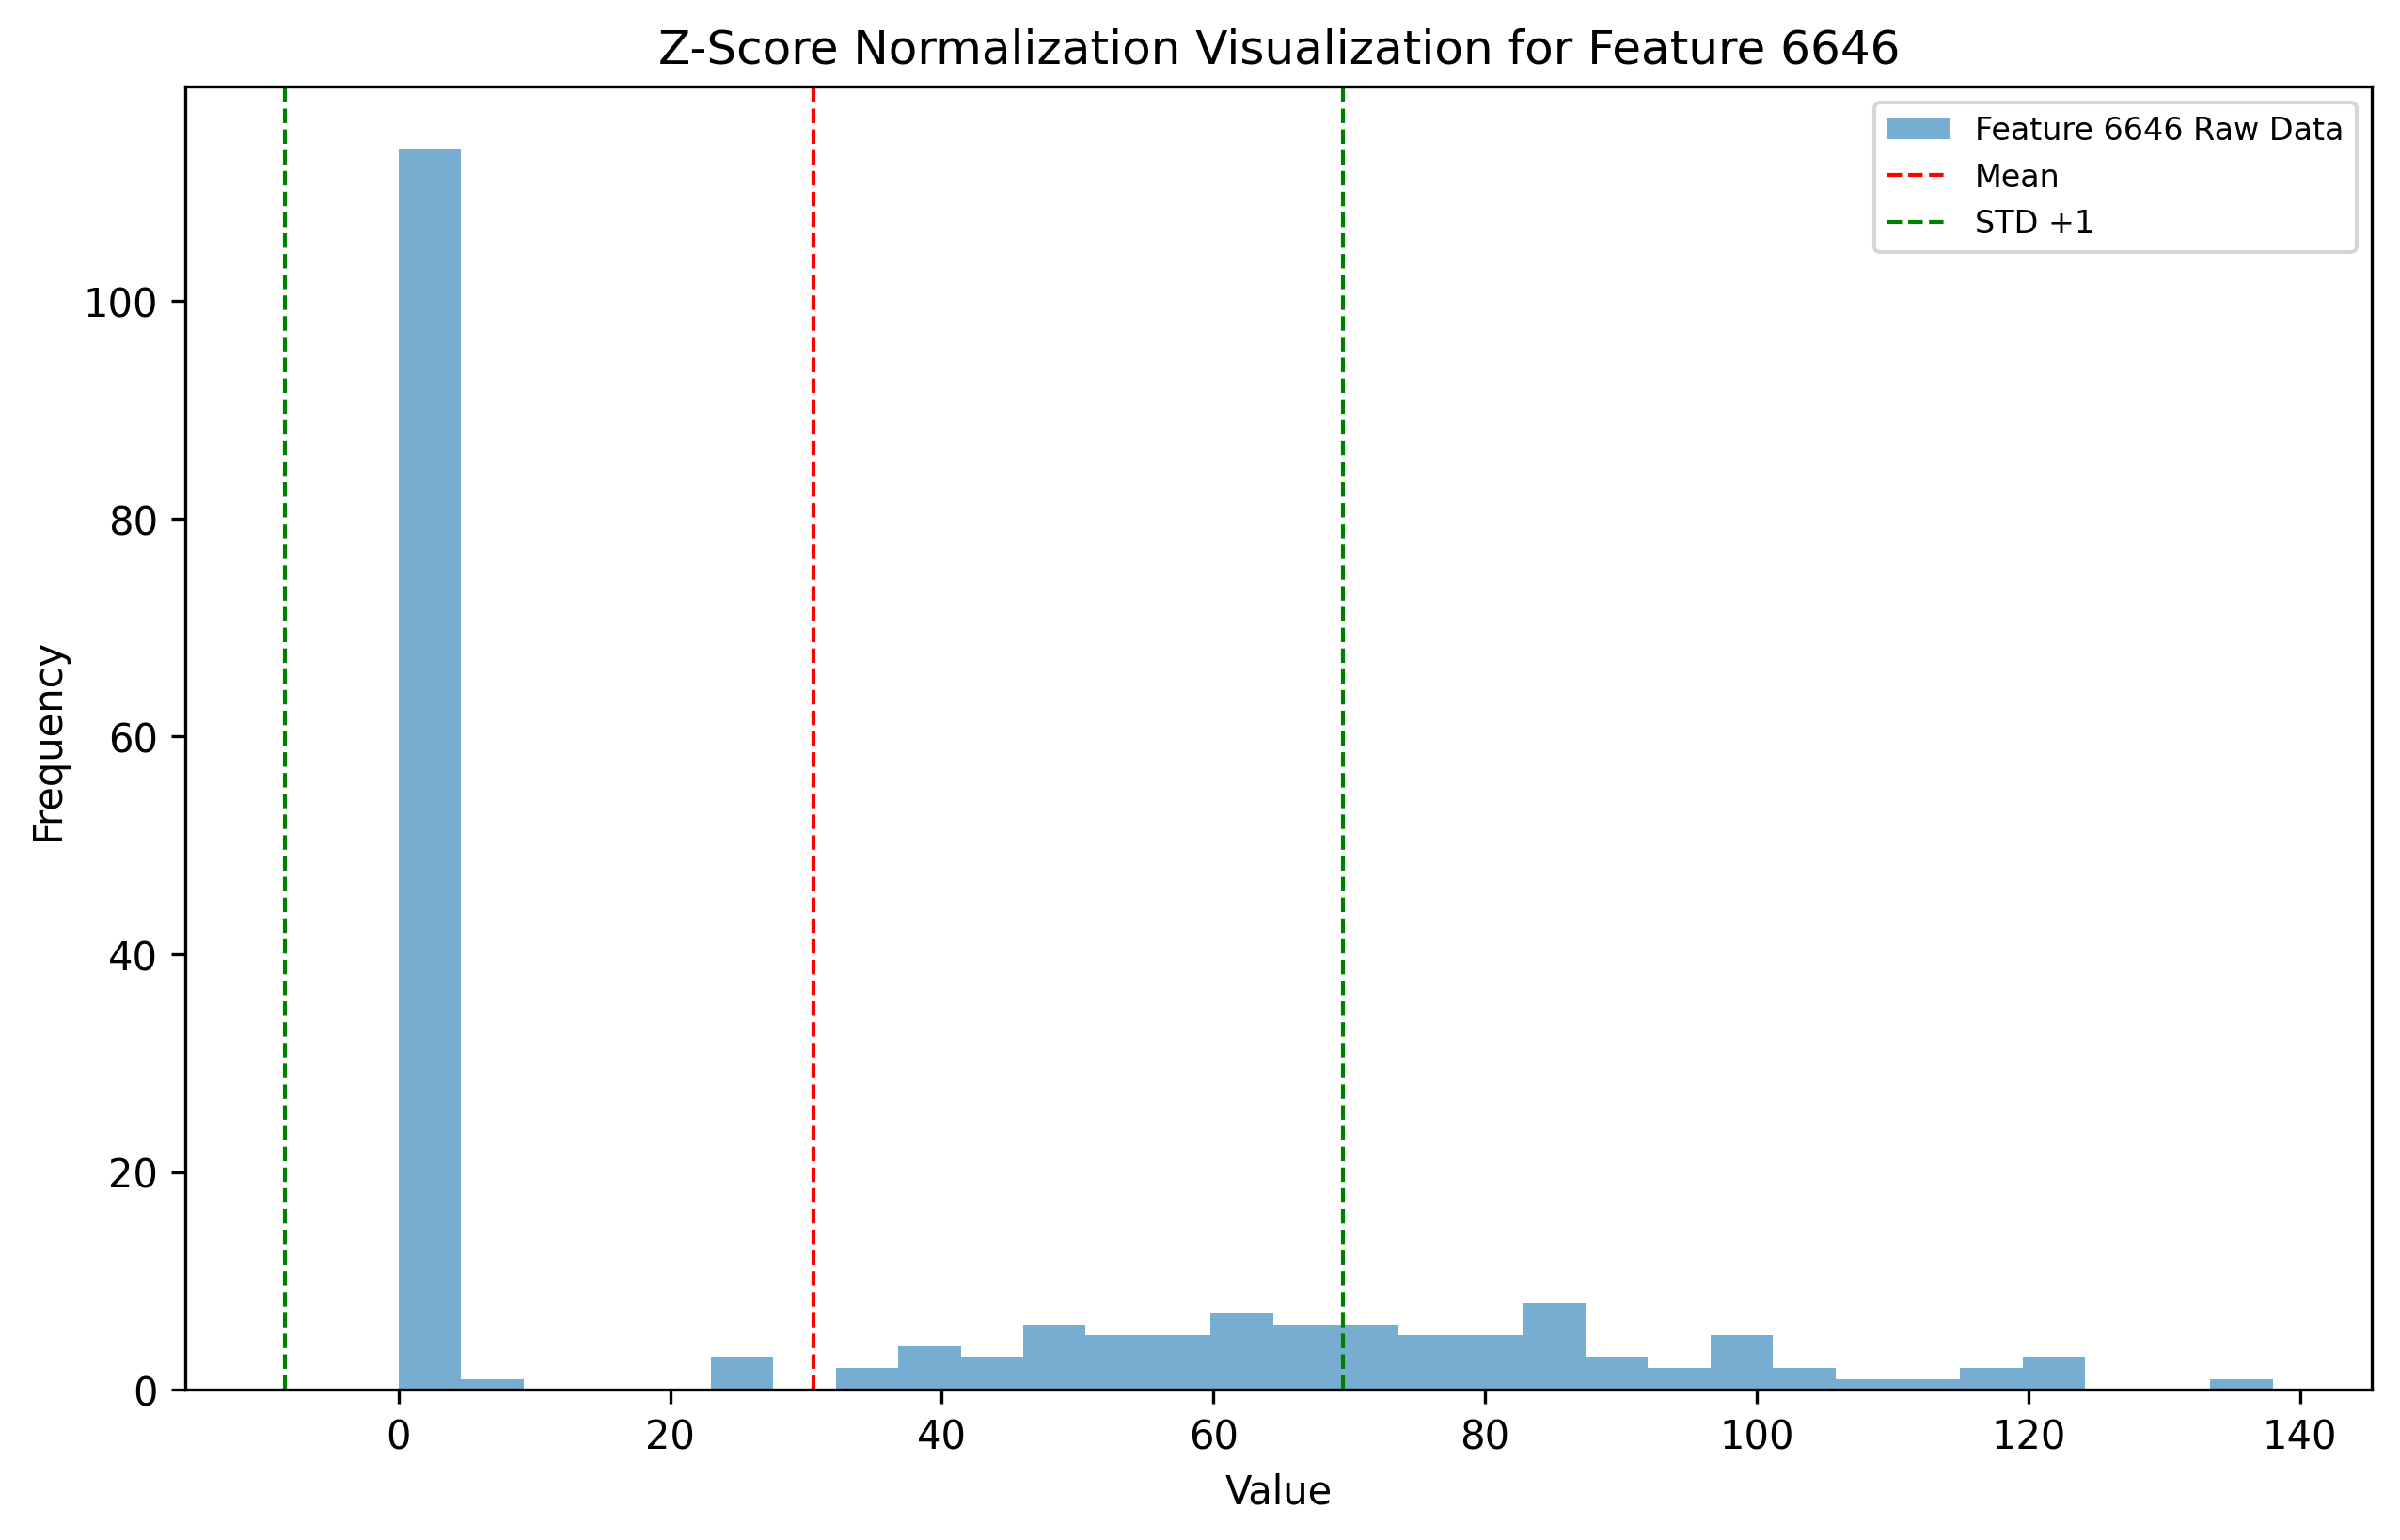 Z-Score Normalization Visualization for Feature 6646
Feature 6646 Raw Data
Mean
STD +1
Frequency
100
80
60
40
20
0
0 20 40 60 80 100 120 140
Value